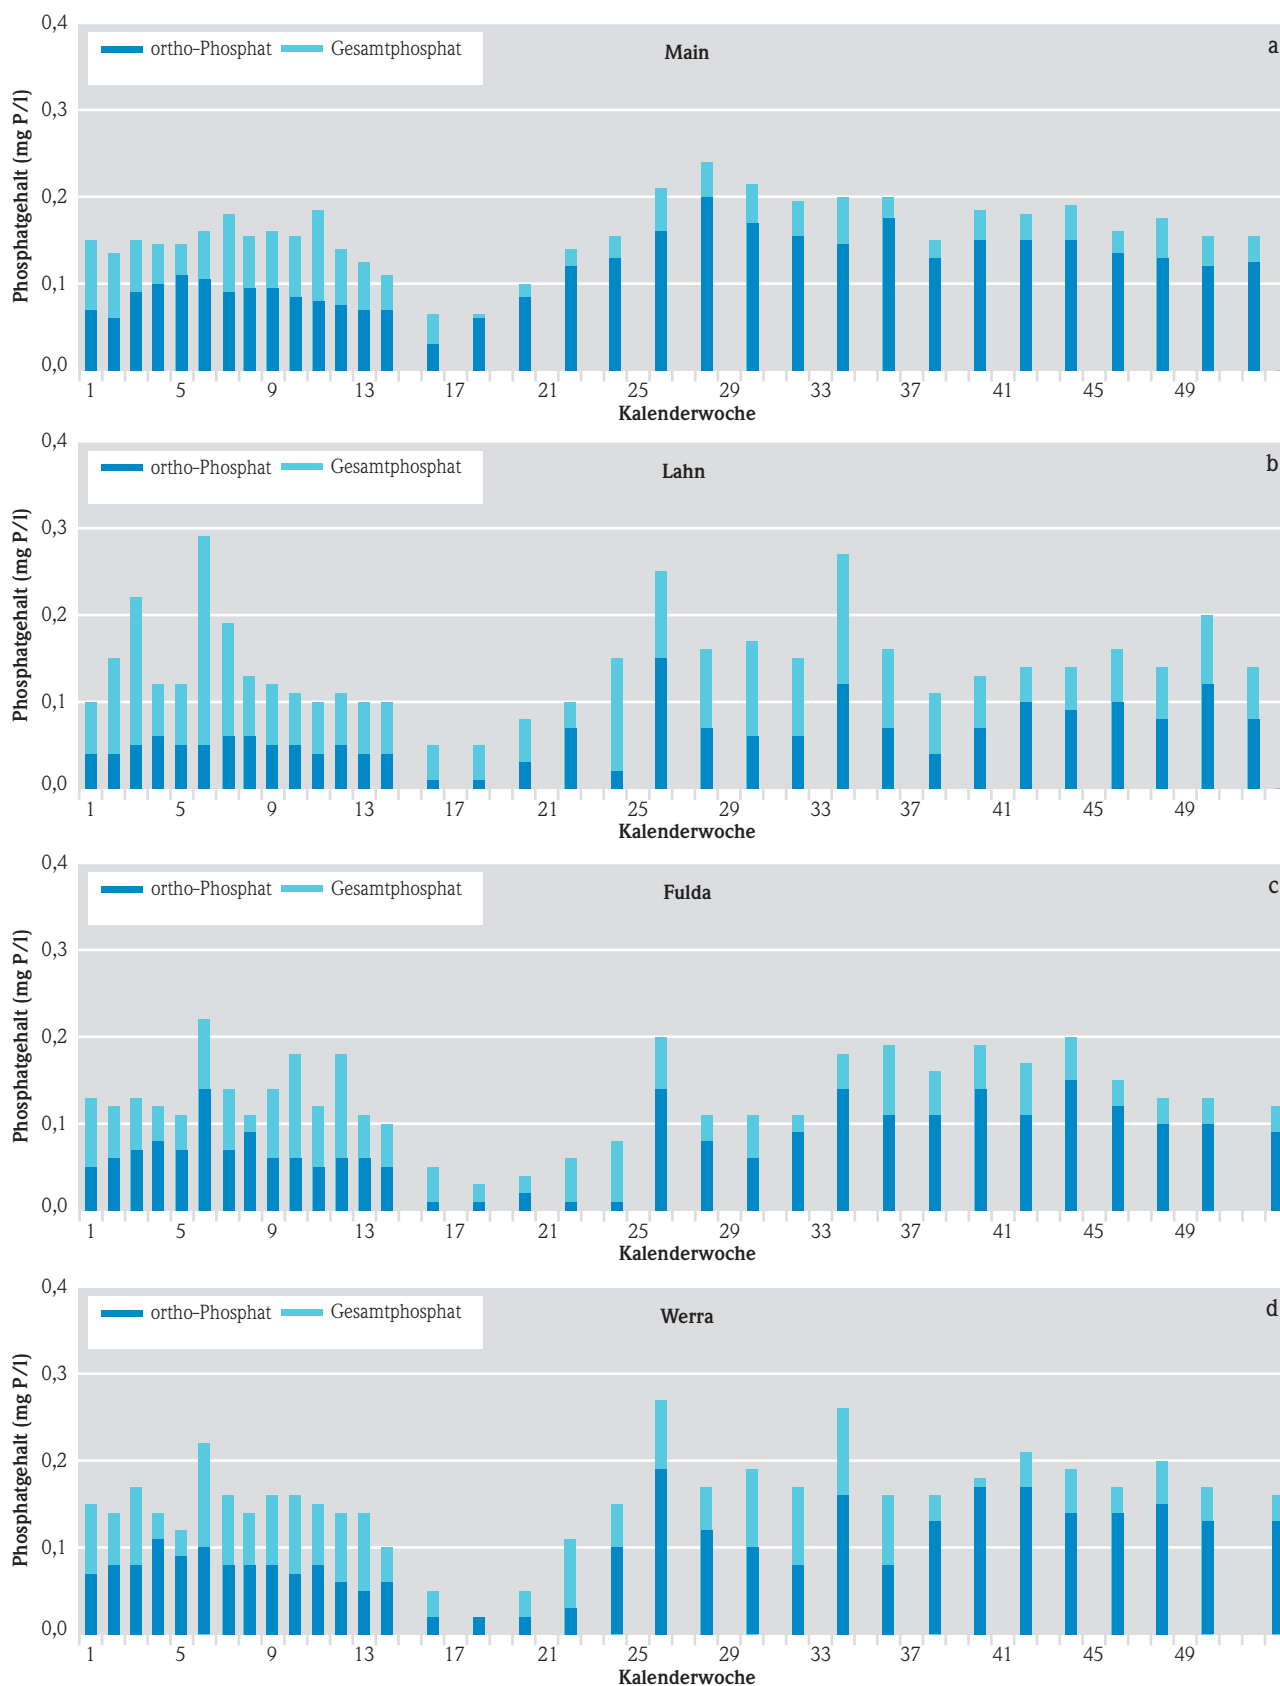 0,4
ortho-Phosphat Gesamtphosphat
Main
a
0,3
0,2
0,1
0,0
Phosphatgehalt (mg P/l)
1 5 9 13 17 21 25 29 33 37 41 45 49
Kalenderwoche
0,4
ortho-Phosphat Gesamtphosphat
Lahn
b
0,3
0,2
0,1
0,0
Phosphatgehalt (mg P/l)
1 5 9 13 17 21 25 29 33 37 41 45 49
Kalenderwoche
0,4
ortho-Phosphat Gesamtphosphat
Fulda
c
0,3
0,2
0,1
0,0
Phosphatgehalt (mg P/l)
1 5 9 13 17 21 25 29 33 37 41 45 49
Kalenderwoche
0,4
ortho-Phosphat Gesamtphosphat
Werra
d
0,3
0,2
0,1
0,0
Phosphatgehalt (mg P/l)
1 5 9 13 17 21 25 29 33 37 41 45 49
Kalenderwoche